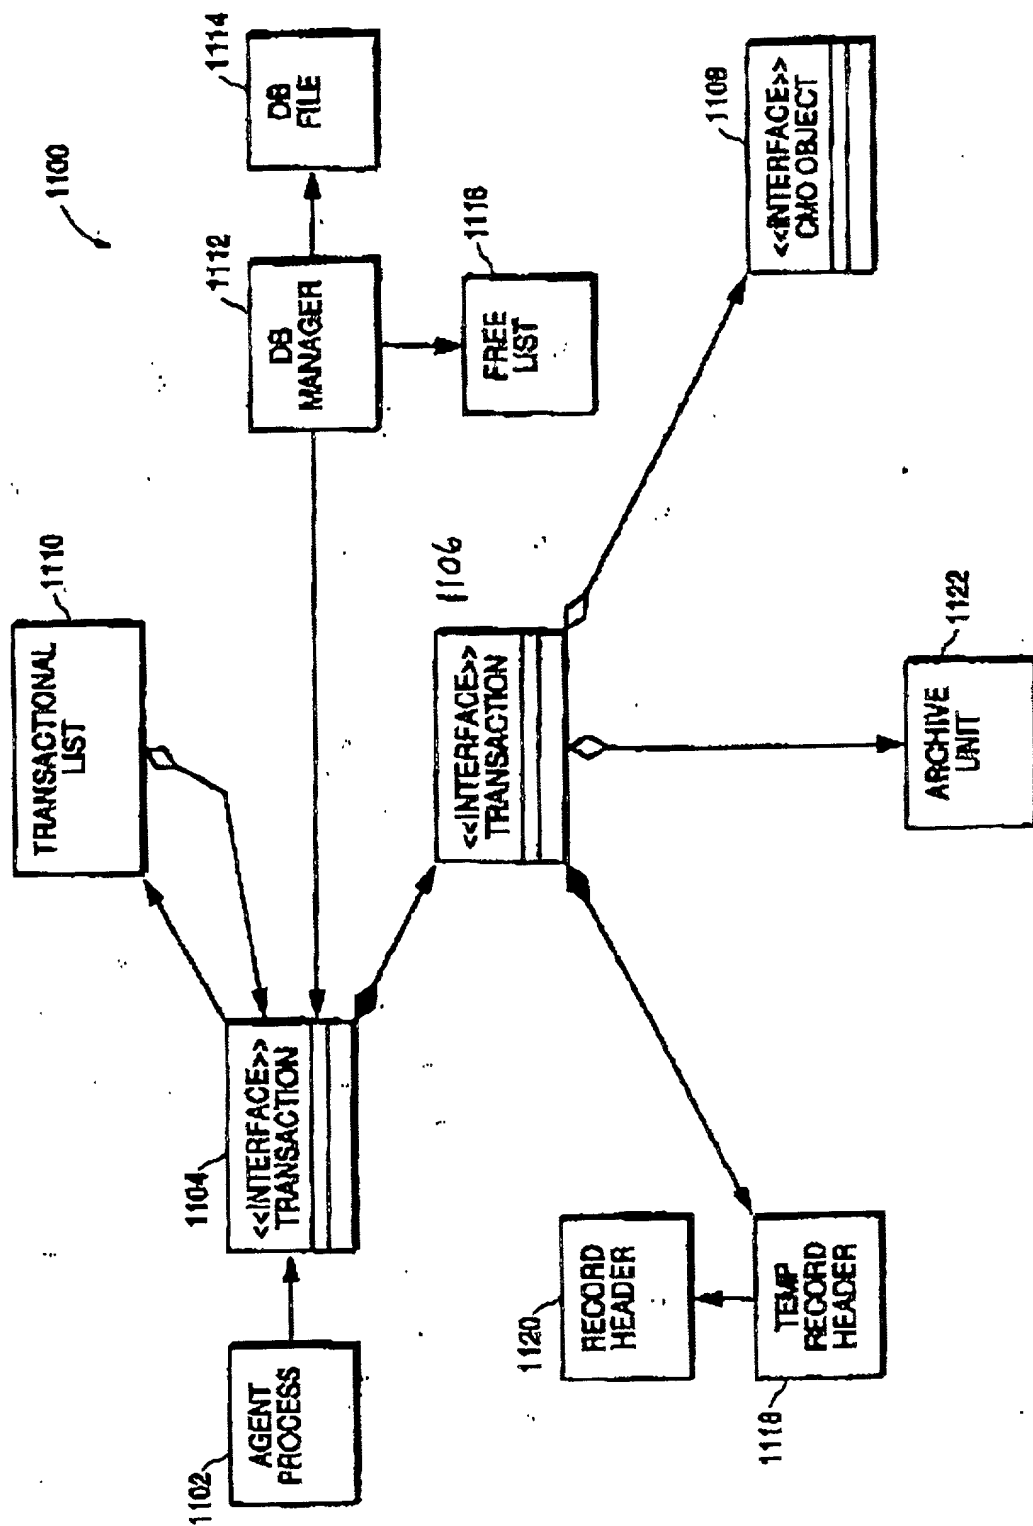 1100
1110
TRANSACTIONAL
LIST
1114
DB
FILE
1112
DB
MANAGER
1116
FREE
LIST
1104
<<INTERFACE>>
TRANSACTION
1102
AGENT
PROCESS
1106
<<INTERFACE>>
TRANSACTION
1108
<<INTERFACE>>
CMO OBJECT
1120
RECORD
HEADER
1118
TEMP
RECORD
HEADER
1122
ARCHIVE
UNIT